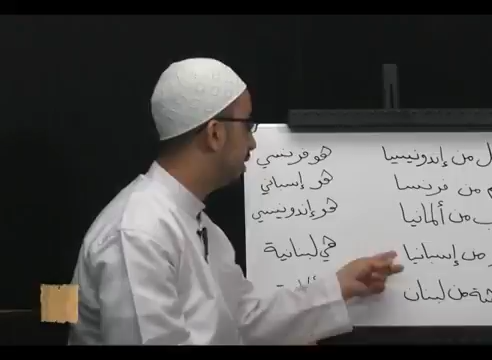 من إندونيسيا
من فرنسا
من ألمانيا
من إسبانيا
من لبنان
هو فرنسي
هو إسباني
هو إندونيسي
هي لبنانية